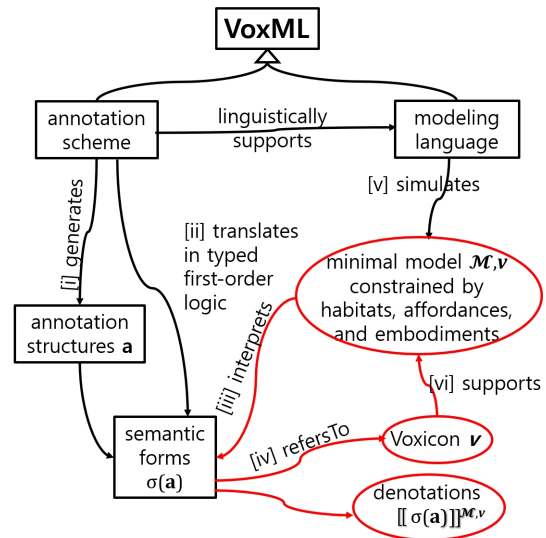 VoxML
annotation
scheme
linguistically
supports
modeling
language
[i] generates
[ii] translates
in typed
first-order
logic
[v] simulates
minimal model 𝓜,𝒗
constrained by
habitats, affordances,
and embodiments
annotation
structures a
[iii] interprets
[vi] supports
semantic
forms
σ(a)
[iv] refersTo
Voxicon 𝒗
denotations
⟦σ(a)⟧𝓜,𝒗